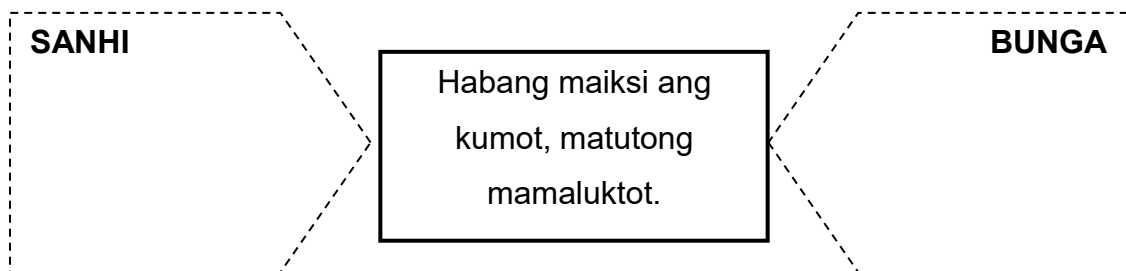 SANHI
BUNGA
Habang maiksi ang
kumot, matutong
mamaluktot.